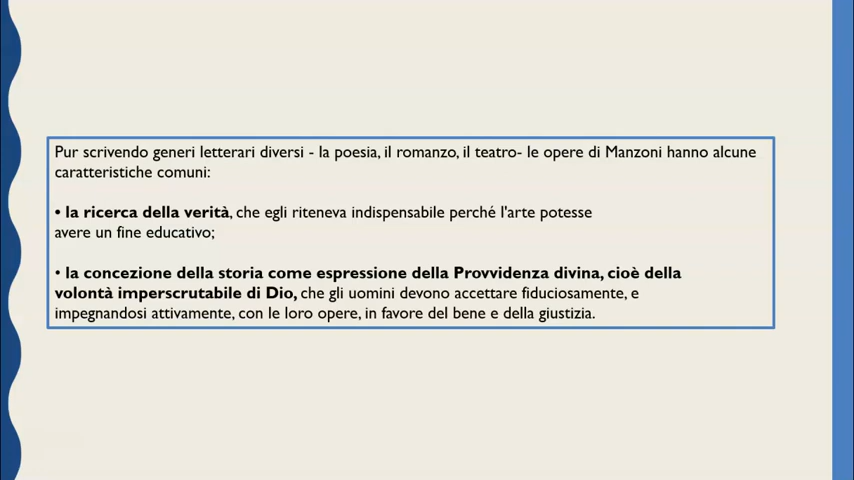 Pur scrivendo generi letterari diversi - la poesia, il romanzo, il teatro- le opere di Manzoni hanno alcune
caratteristiche comuni:
• la ricerca della verità, che egli riteneva indispensabile perché l'arte potesse
avere un fine educativo;
• la concezione della storia come espressione della Provvidenza divina, cioè della
volontà imperscrutabile di Dio, che gli uomini devono accettare fiduciosamente, e
impegnandosi attivamente, con le loro opere, in favore del bene e della giustizia.